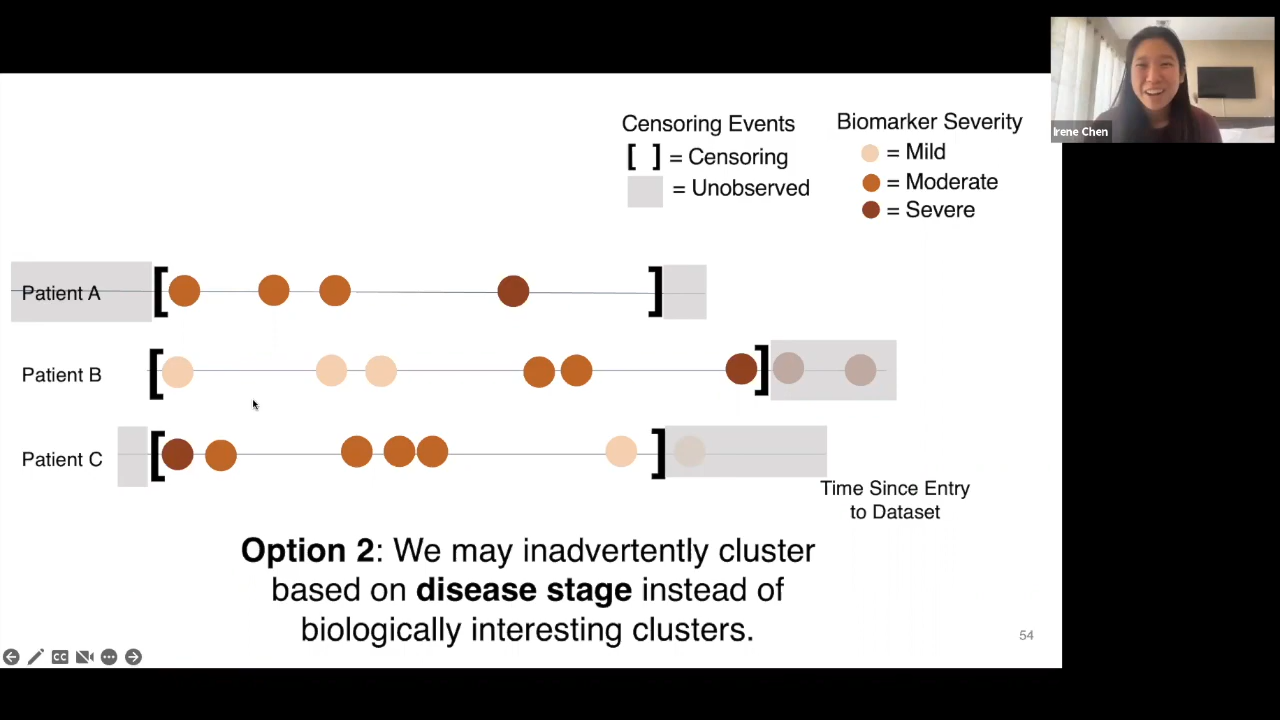 Irene Chen
Censoring Events
[ ] = Censoring
= Unobserved
Biomarker Severity
= Mild
= Moderate
= Severe
Patient A
[ ]
Patient B
[ ]
Patient C
[ ]
Time Since Entry
to Dataset
Option 2: We may inadvertently cluster
based on disease stage instead of
biologically interesting clusters.
54
CC